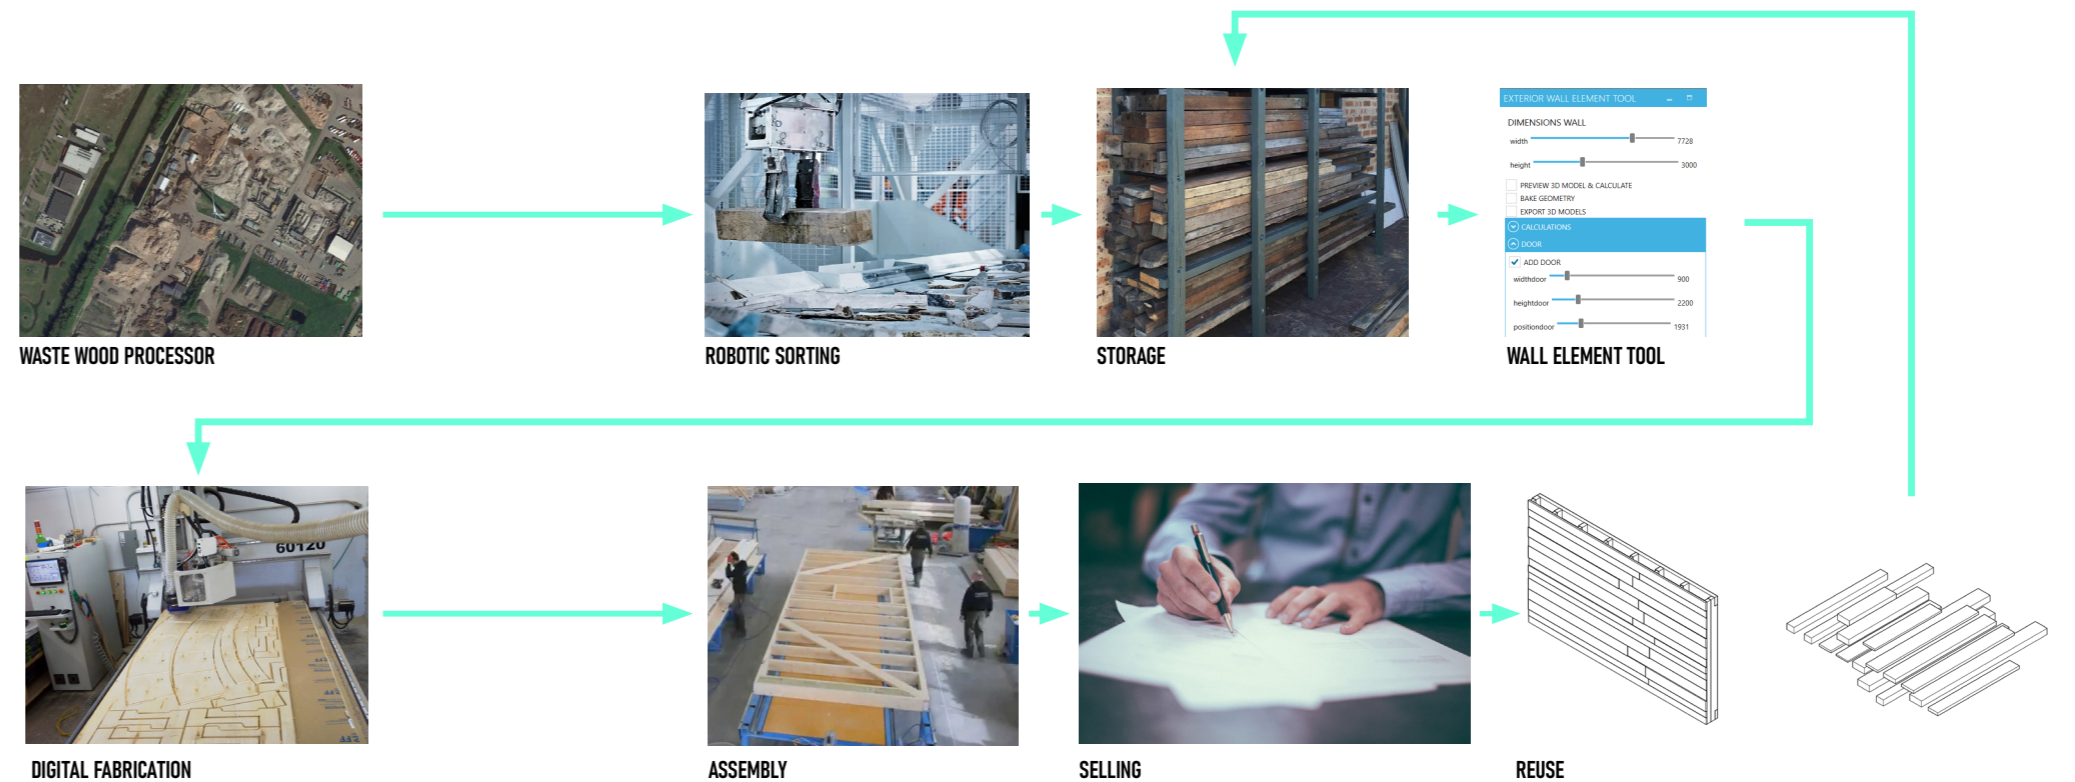 EXTERIOR WALL ELEMENT TOOL
DIMENSIONS WALL
width 7728
height 3000
PREVIEW 3D MODEL & CALCULATE
BAKE GEOMETRY
EXPORT 3D MODELS
CALCULATIONS
DOOR
ADD DOOR
widthdoor 900
heightdoor 2200
positiondoor 1931
WASTE WOOD PROCESSOR
ROBOTIC SORTING
STORAGE
WALL ELEMENT TOOL
60120
DIGITAL FABRICATION
ASSEMBLY
SELLING
REUSE